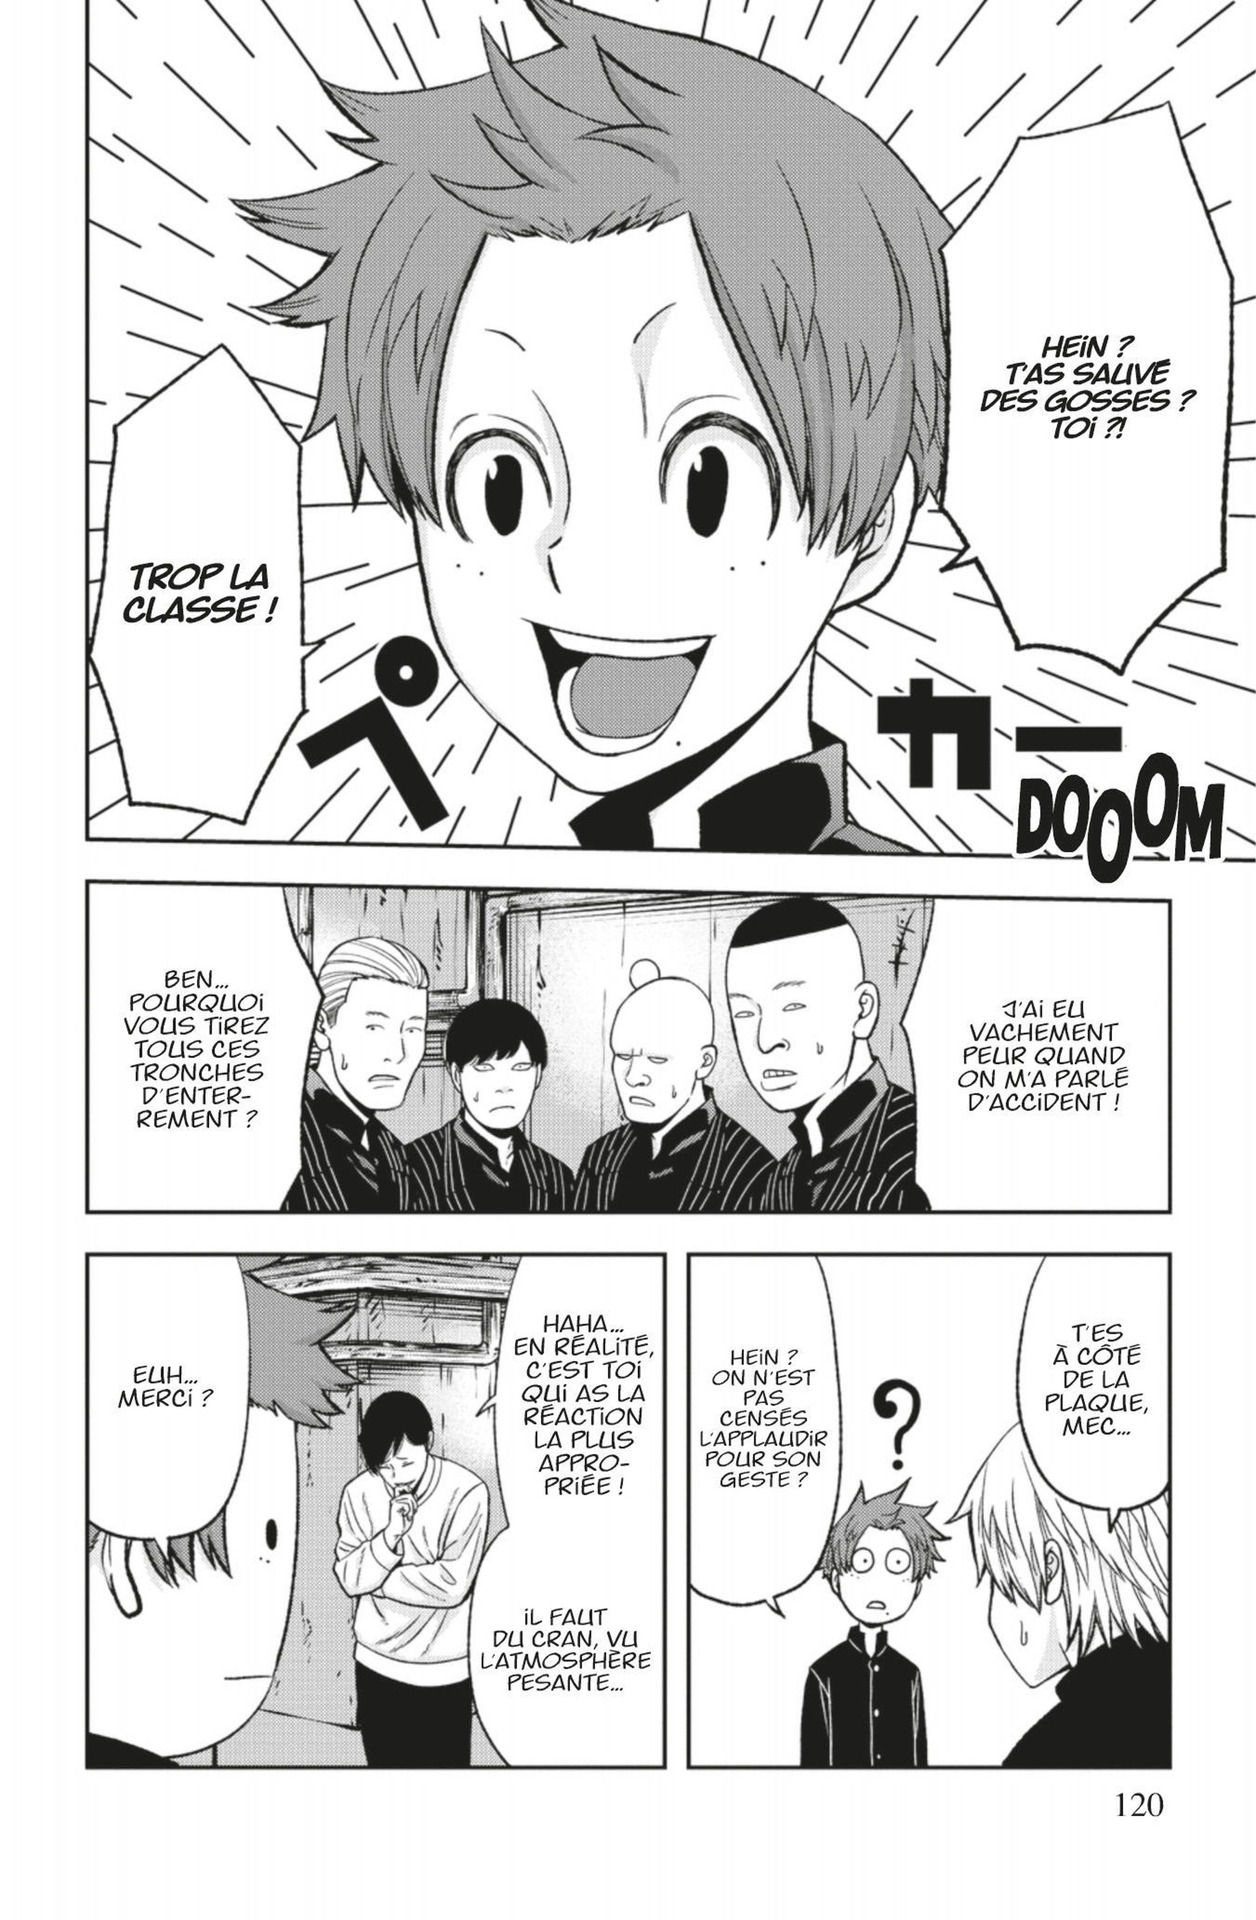 HEIN ?
T'AS SAUVÉ
DES GOSSES ?
TOI ?!
TROP LA
CLASSE !
ペカー
DOOOM
J'AI EU
VACHEMENT
PEUR QUAND
ON M'A PARLÉ
D'ACCIDENT !
BEN...
POURQUOI
VOUS TIREZ
TOUS CES
TRONCHES
D'ENTER-
REMENT ?
T'ES
À CÔTÉ
DE LA
PLAQUE,
MEC...
?
HEIN ?
ON N'EST
PAS
CENSÉS
L'APPLAUDIR
POUR SON
GESTE ?
HAHA...
EN RÉALITÉ,
C'EST TOI
QUI AS LA
RÉACTION
LA PLUS
APPRO-
PRIÉE !
IL FAUT
DU CRAN, VU
L'ATMOSPHÈRE
PESANTE...
EUH...
MERCI ?
120